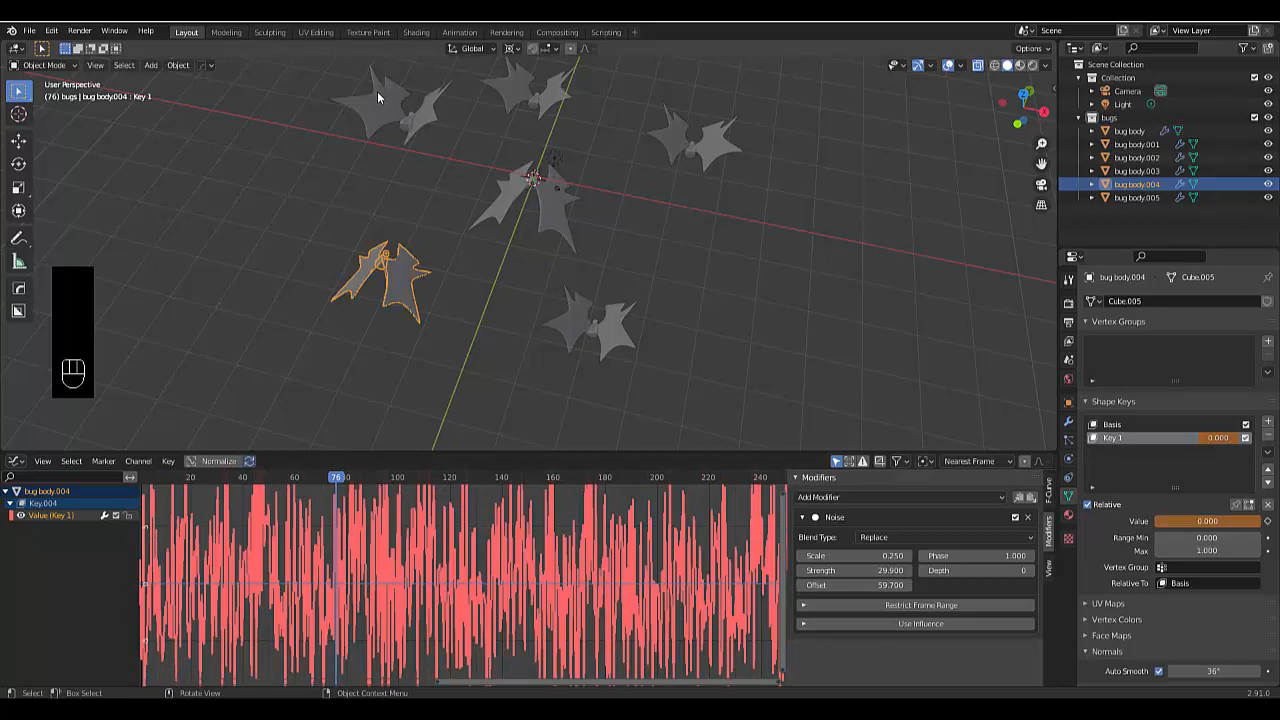 File Edit Render Window Help Layout Modeling Sculpting UV Editing Texture Paint Shading Animation Rendering Compositing Scripting + Scene View Layer
Global Options
Object Mode View Select Add Object
User Perspective
(76) bugs | bug body.004 : Key 1
Scene Collection
Collection
Camera
Light
bugs
bug body
bug body.001
bug body.002
bug body.003
bug body.004
bug body.005
bug body.004 Cube.005
Cube.005
Vertex Groups
Shape Keys
Basis
Key 1 0.000
Relative
Value 0.000
Range Min 0.000
Max 1.000
Vertex Group
Relative To Basis
UV Maps
Vertex Colors
Face Maps
Normals
Auto Smooth 36°
View Select Marker Channel Key Normalize Nearest Frame
20 60 76 80 100 120 140 160 180 200 220 240
bug body.004
Key.004
Value (Key 1)
Modifiers
Add Modifier
Noise
Blend Type: Replace
Scale 0.250 Phase 1.000
Strength 29.900 Depth 0
Offset 59.700
Restrict Frame Range
Use Influence
F-Curve
Modifiers
View
Select Box Select Rotate View Object Context Menu 2.91.0